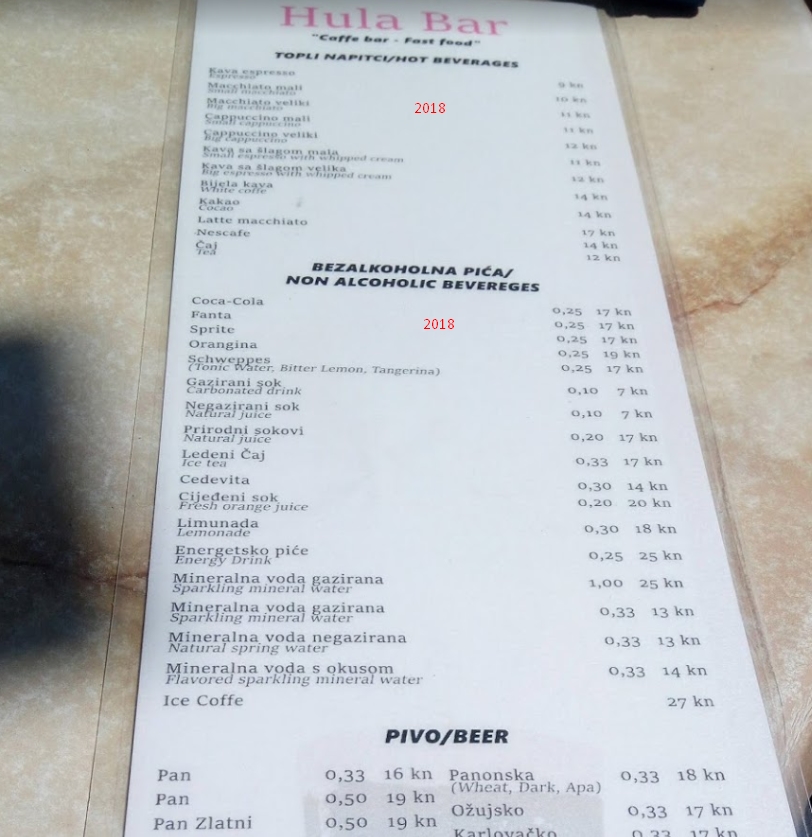 Hula Bar
"Caffe bar - Fast food"
TOPLI NAPITCI/HOT BEVERAGES
Kava espresso 9 kn
Espresso
Macchiato mali 10 kn
Small macchiato
Macchiato veliki 11 kn
Big macchiato
2018
Cappuccino mali 11 kn
Small cappuccino
Cappuccino veliki 12 kn
Big cappuccino
Kava sa šlagom mala 11 kn
Small espresso with whipped cream
Kava sa šlagom velika 12 kn
Big espresso with whipped cream
Bijela kava 14 kn
White coffe
Kakao 14 kn
Cocao
Latte macchiato 17 kn
Nescafe 14 kn
Čaj 12 kn
Tea
BEZALKOHOLNA PIĆA/
NON ALCOHOLIC BEVEREGES
Coca-Cola 0,25 17 kn
Fanta 0,25 17 kn
2018
Sprite 0,25 17 kn
Orangina 0,25 19 kn
Schweppes 0,25 17 kn
(Tonic Water, Bitter Lemon, Tangerina)
Gazirani sok 0,10 7 kn
Carbonated drink
Negazirani sok 0,10 7 kn
Natural juice
Prirodni sokovi 0,20 17 kn
Natural juice
Ledeni Čaj 0,33 17 kn
Ice tea
Cedevita 0,30 14 kn
Cijeđeni sok 0,20 20 kn
Fresh orange juice
Limunada 0,30 18 kn
Lemonade
Energetsko piće 0,25 25 kn
Energy Drink
Mineralna voda gazirana 1,00 25 kn
Sparkling mineral water
Mineralna voda gazirana 0,33 13 kn
Sparkling mineral water
Mineralna voda negazirana 0,33 13 kn
Natural spring water
Mineralna voda s okusom 0,33 14 kn
Flavored sparkling mineral water
Ice Coffe 27 kn
PIVO/BEER
Pan 0,33 16 kn
Pan 0,50 19 kn
Pan Zlatni 0,50 19 kn
Panonska 0,33 18 kn
(Wheat, Dark, Apa)
Ožujsko 0,33 17 kn
Karlovačko 0,33 17 kn